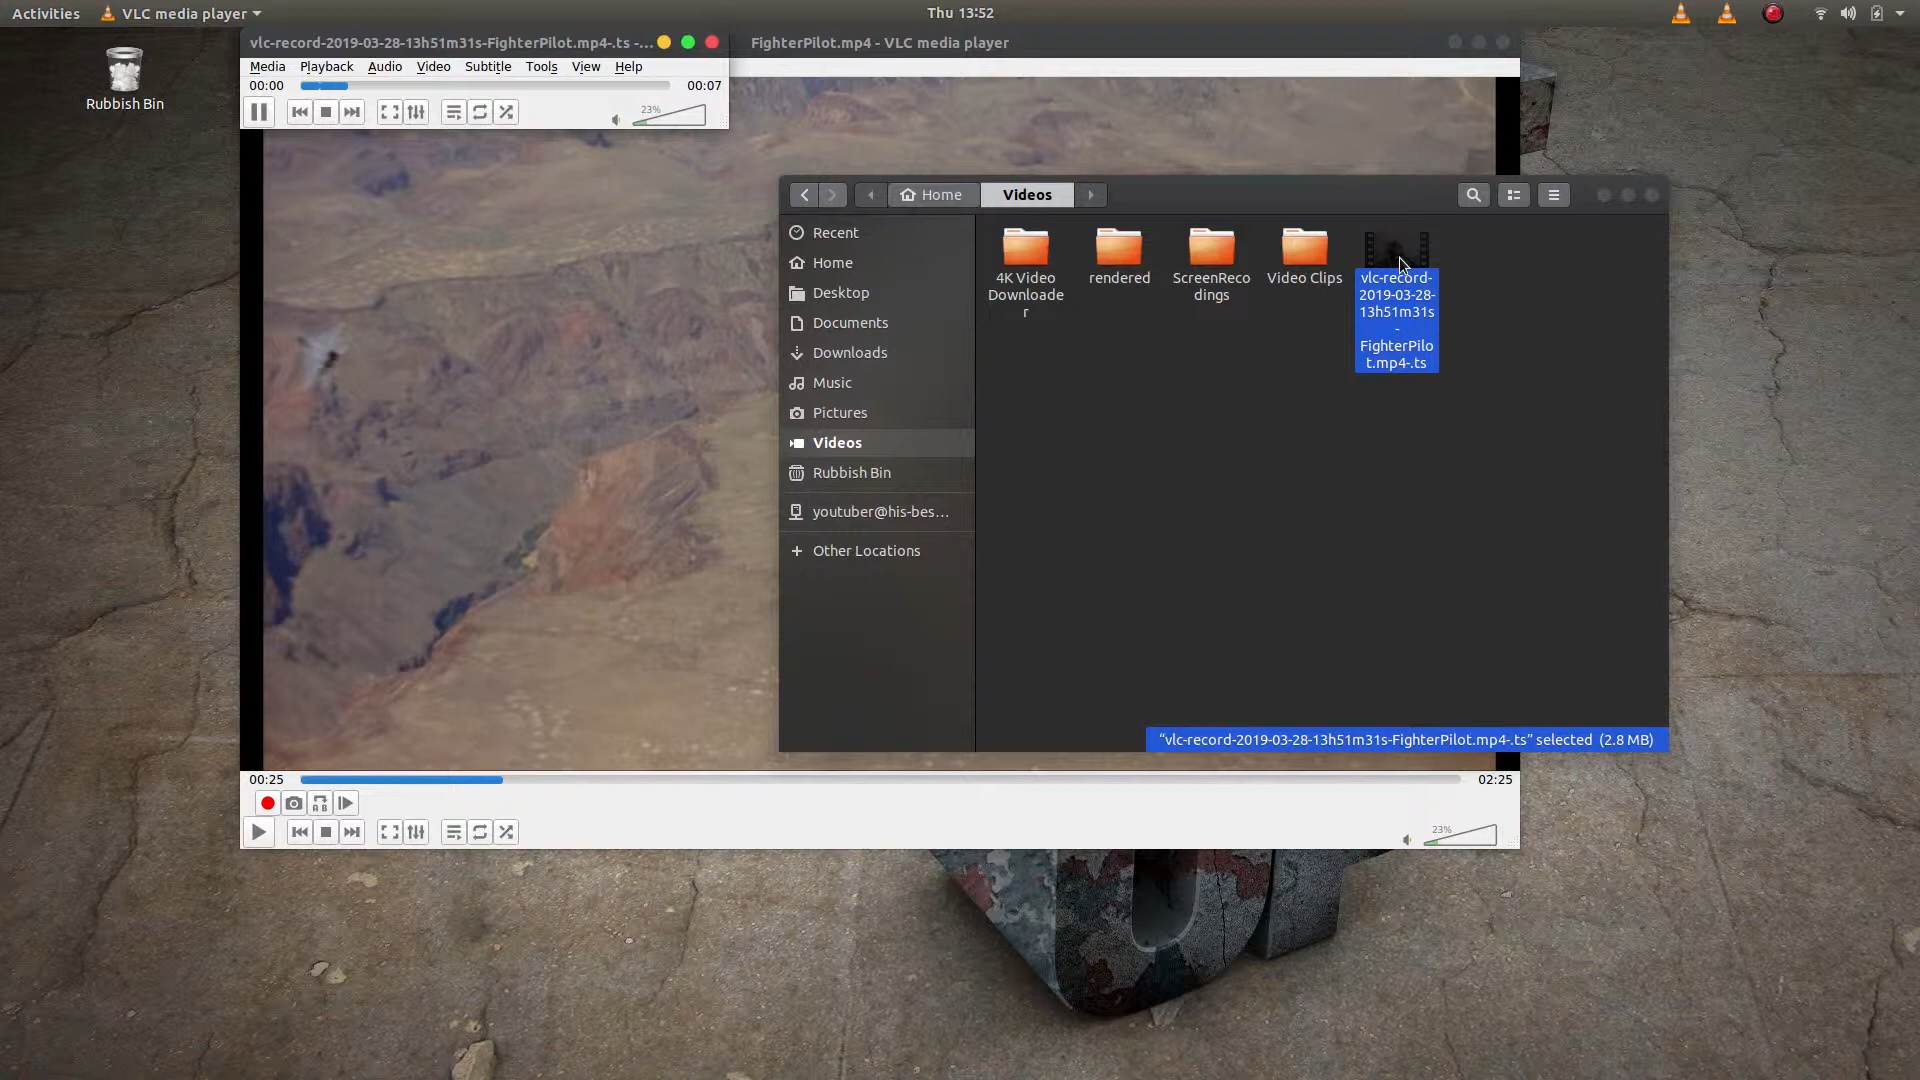 Activities
VLC media player
Thu 13:52
Rubbish Bin
vlc-record-2019-03-28-13h51m31s-FighterPilot.mp4-.ts -...
FighterPilot.mp4 - VLC media player
Media Playback Audio Video Subtitle Tools View Help
00:00
00:07
23%
Home
Videos
Recent
Home
Desktop
Documents
Downloads
Music
Pictures
Videos
Rubbish Bin
youtuber@his-bes…
+ Other Locations
4K Video
Downloade
r
rendered
ScreenReco
rdings
Video Clips
vlc-record-
2019-03-28-
13h51m31s
-
FighterPilo
t.mp4-.ts
“vlc-record-2019-03-28-13h51m31s-FighterPilot.mp4-.ts” selected (2.8 MB)
00:25
02:25
A B
23%